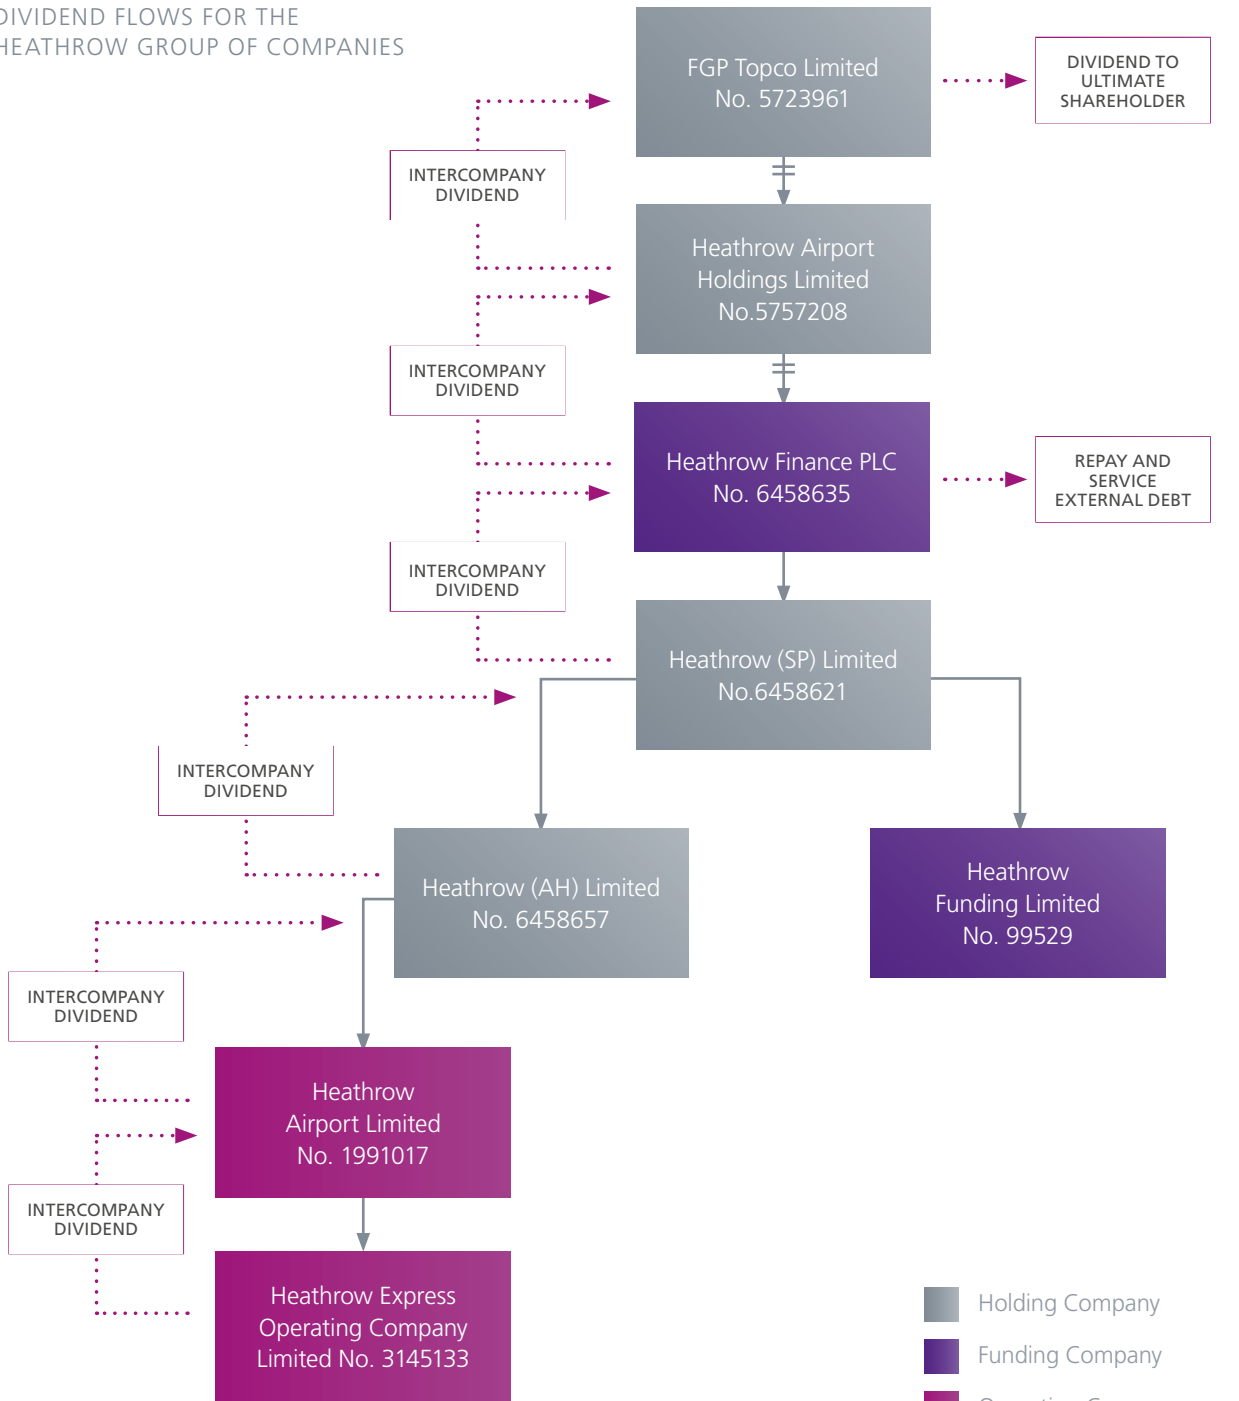 DIVIDEND FLOWS FOR THE
HEATHROW GROUP OF COMPANIES
FGP Topco Limited
No. 5723961
DIVIDEND TO
ULTIMATE
SHAREHOLDER
INTERCOMPANY
DIVIDEND
Heathrow Airport
Holdings Limited
No.5757208
INTERCOMPANY
DIVIDEND
Heathrow Finance PLC
No. 6458635
REPAY AND
SERVICE
EXTERNAL DEBT
INTERCOMPANY
DIVIDEND
Heathrow (SP) Limited
No.6458621
INTERCOMPANY
DIVIDEND
Heathrow (AH) Limited
No. 6458657
Heathrow
Funding Limited
No. 99529
INTERCOMPANY
DIVIDEND
Heathrow
Airport Limited
No. 1991017
INTERCOMPANY
DIVIDEND
Heathrow Express
Operating Company
Limited No. 3145133
Holding Company
Funding Company